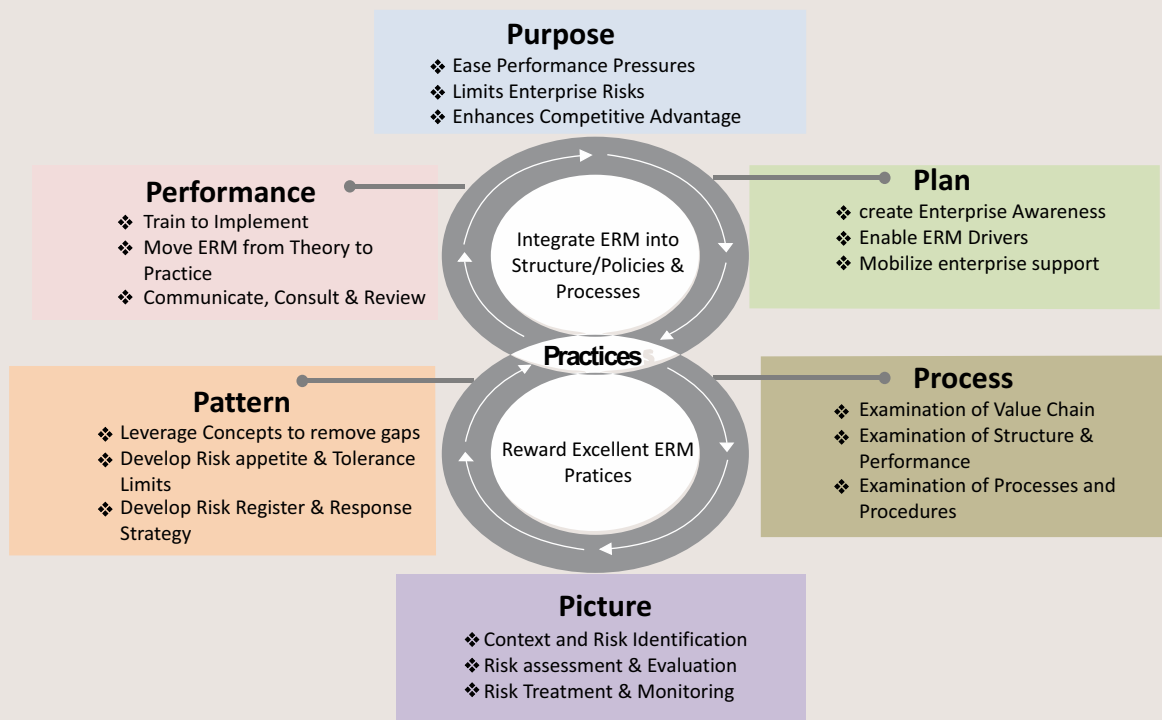 Purpose
❖ Ease Performance Pressures
❖ Limits Enterprise Risks
❖ Enhances Competitive Advantage
Performance
❖ Train to Implement
❖ Move ERM from Theory to
Practice
❖ Communicate, Consult & Review
Integrate ERM into
Structure/Policies &
Processes
Plan
❖ create Enterprise Awareness
❖ Enable ERM Drivers
❖ Mobilize enterprise support
Practices
Pattern
❖ Leverage Concepts to remove gaps
❖ Develop Risk appetite & Tolerance
Limits
❖ Develop Risk Register & Response
Strategy
Reward Excellent ERM
Pratices
Process
❖ Examination of Value Chain
❖ Examination of Structure &
Performance
❖ Examination of Processes and
Procedures
Picture
❖ Context and Risk Identification
❖ Risk assessment & Evaluation
❖ Risk Treatment & Monitoring